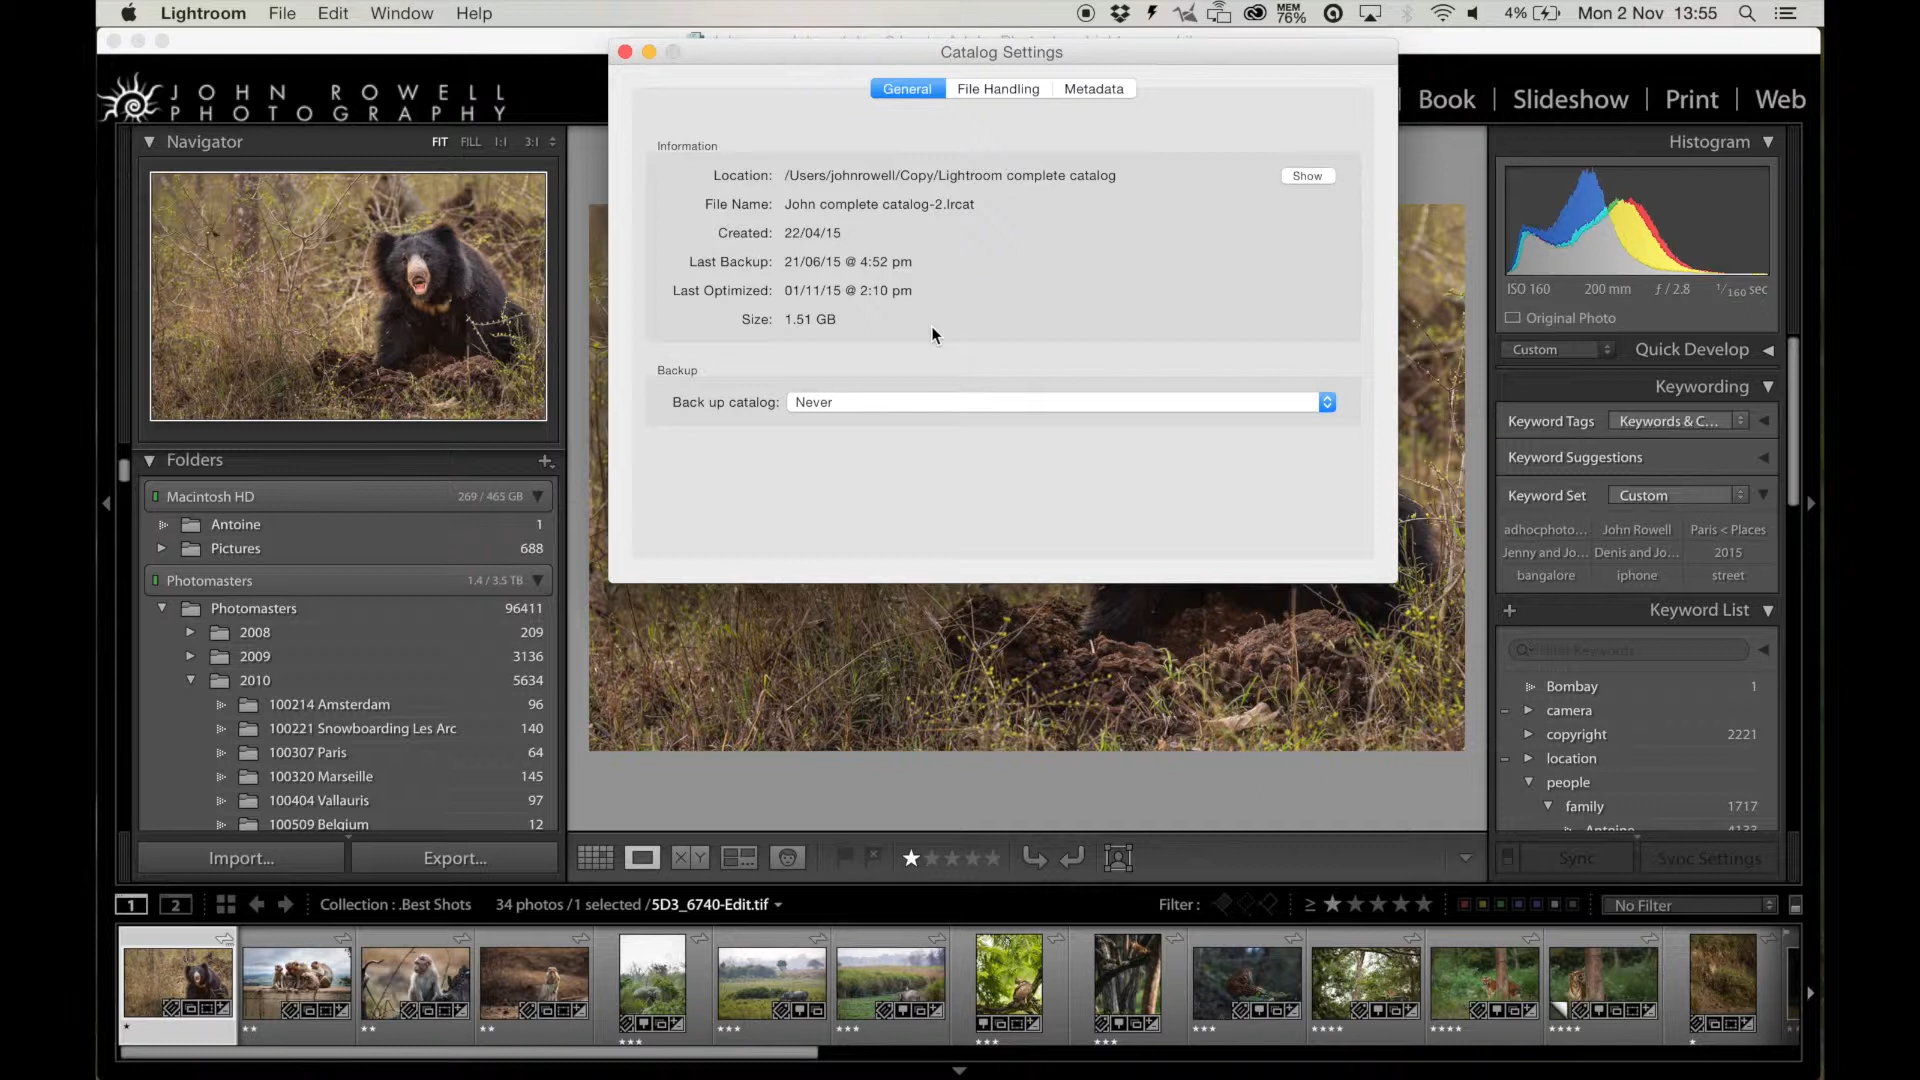 Lightroom File Edit Window Help
MEM 76% 4% Mon 2 Nov 13:55
Catalog Settings
General File Handling Metadata
JOHN ROWELL
PHOTOGRAPHY
Book | Slideshow | Print | Web
Navigator FIT FILL 1:1 3:1
Histogram
Information
Location: /Users/johnrowell/Copy/Lightroom complete catalog Show
File Name: John complete catalog-2.lrcat
Created: 22/04/15
Last Backup: 21/06/15 @ 4:52 pm
Last Optimized: 01/11/15 @ 2:10 pm
Size: 1.51 GB
Backup
Back up catalog: Never
ISO 160 200 mm ƒ / 2.8 1/160 sec
Original Photo
Custom Quick Develop
Keywording
Keyword Tags Keywords & C...
Keyword Suggestions
Keyword Set Custom
adhocphoto... John Rowell Paris < Places
Jenny and Jo... Denis and Jo... 2015
bangalore iphone street
Keyword List
Filter Keywords
Bombay 1
camera
copyright 2221
location
people
family 1717
Antoine 4133
Sync Sync Settings
Folders
Macintosh HD 269 / 465 GB
Antoine 1
Pictures 688
Photomasters 1.4 / 3.5 TB
Photomasters 96411
2008 209
2009 3136
2010 5634
100214 Amsterdam 96
100221 Snowboarding Les Arc 140
100307 Paris 64
100320 Marseille 145
100404 Vallauris 97
100509 Belgium 12
Import... Export...
X Y
1 2 Collection : .Best Shots 34 photos / 1 selected / 5D3_6740-Edit.tif Filter : ≥ No Filter